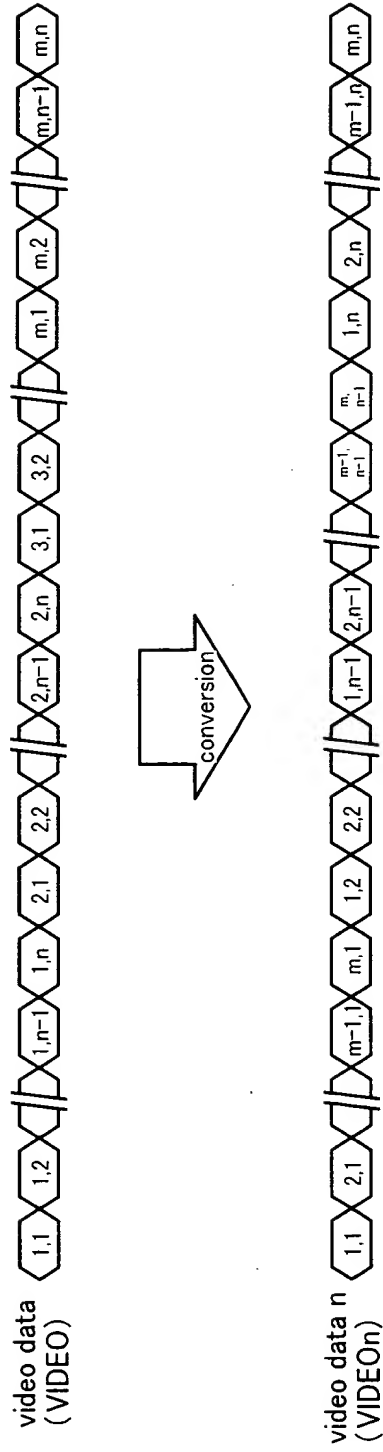 video data
(VIDEO)
1,1 1,2 1,n-1 1,n 2,1 2,2 2,n-1 2,n 3,1 3,2 m,1 m,2 m,n-1 m,n
conversion
video data n
(VIDEOn)
1,1 2,1 m-1,1 m,1 1,2 2,2 1,n-1 2,n-1 m-1,n-1 m,n-1 1,n 2,n m-1,n m,n